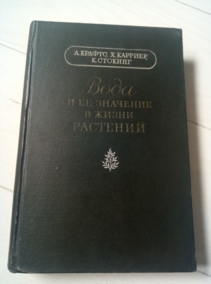 А. КРАФТС, Х. КАРРИЕР,
К. СТОКИНГ
Вода
И ЕЕ ЗНАЧЕНИЕ
В ЖИЗНИ
РАСТЕНИЙ